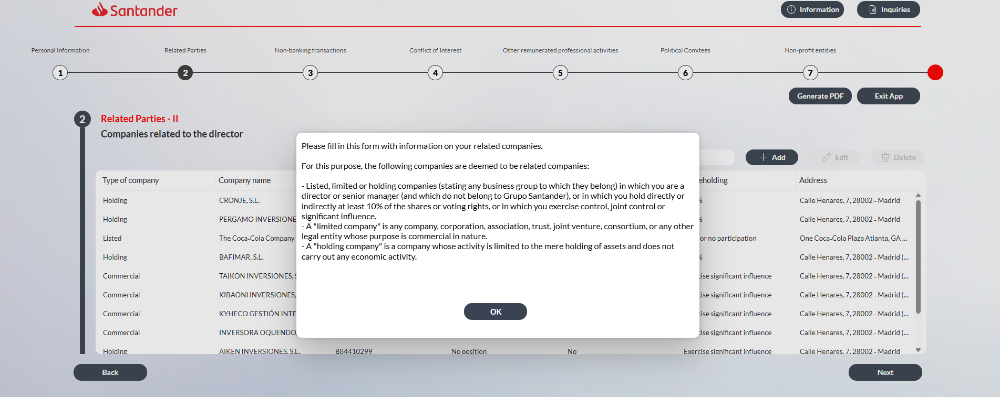 Santander
Information
Inquiries
Personal Information
Related Parties
Non-banking transactions
Conflict of Interest
Other remunerated professional activities
Political Comitees
Non-profit entities
1
2
3
4
5
6
7
Generate PDF
Exit App
2
Related Parties - II
Companies related to the director
Add
Edit
Delete
Please fill in this form with information on your related companies.
For this purpose, the following companies are deemed to be related companies:
- Listed, limited or holding companies (stating any business group to which they belong) in which you are a
director or senior manager (and which do not belong to Grupo Santander), or in which you hold directly or
indirectly at least 10% of the shares or voting rights, or in which you exercise control, joint control or
significant influence.
- A "limited company" is any company, corporation, association, trust, joint venture, consortium, or any other
legal entity whose purpose is commercial in nature.
- A "holding company" is a company whose activity is limited to the mere holding of assets and does not
carry out any economic activity.
OK
Type of company Company name eholding Address
Holding CRONJE, S.L. % Calle Henares, 7, 28002 - Madrid
Holding PERGAMO INVERSIONE % Calle Henares, 7, 28002 - Madrid
Listed The Coca-Cola Company or no participation One Coca-Cola Plaza Atlanta, GA ...
Holding BAFIMAR, S.L. % Calle Henares, 7, 28002 - Madrid (...
Commercial TAIKON INVERSIONES, cise significant influence Calle Henares, 7, 28002 - Madrid (...
Commercial KIBAONI INVERSIONES, cise significant influence Calle Henares, 7, 28002 - Madrid (...
Commercial KYHECO GESTIÓN INTE cise significant influence Calle Henares, 7, 28002 - Madrid (...
Commercial INVERSORA OQUENDO, cise significant influence Calle Henares, 7, 28002 - Madrid (...
Holding AIKEN INVERSIONES, S.L. B84410299 No position No Exercise significant influence Calle Henares, 7, 28002 - Madrid
Back
Next